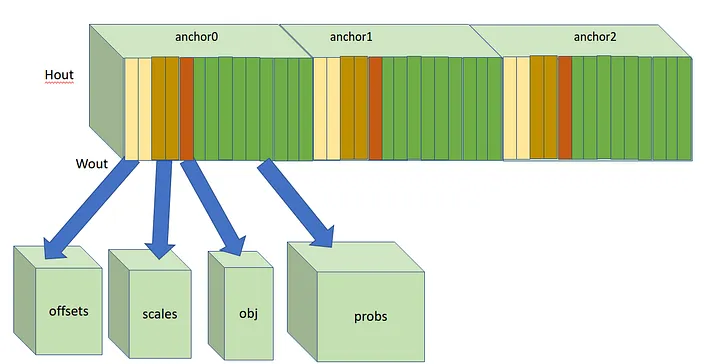 anchor0
anchor1
anchor2
Hout
Wout
offsets
scales
obj
probs